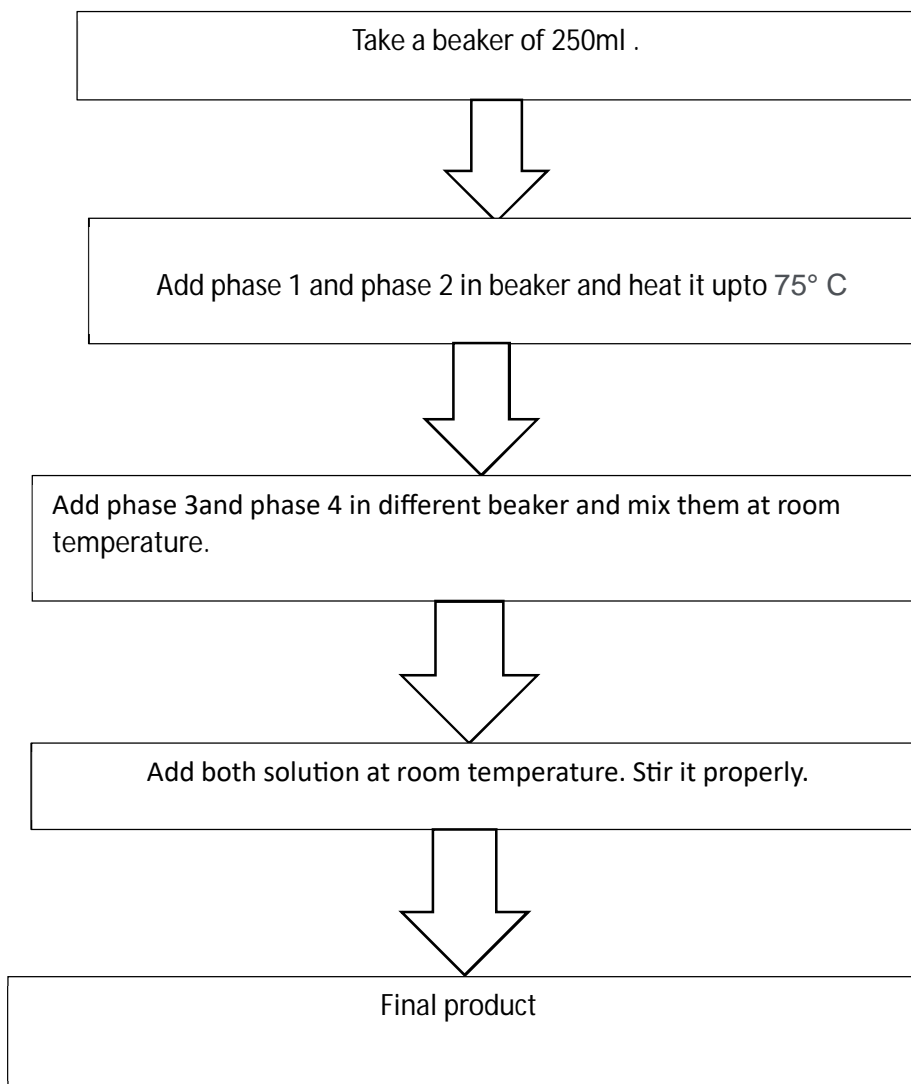 Take a beaker of 250ml .
Add phase 1 and phase 2 in beaker and heat it upto 75° C
Add phase 3and phase 4 in different beaker and mix them at room
temperature.
Add both solution at room temperature. Stir it properly.
Final product